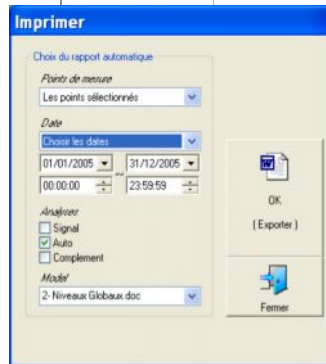 Imprimer
Choix du rapport automatique
Points de mesure
Les points sélectionnés
Date
Choisir les dates
01/01/2005 ... 31/12/2005
00:00:00 23:59:59
Analyses
Signal
Auto
Complement
Model
2- Niveaux Globaux.doc
OK
( Exporter )
Fermer